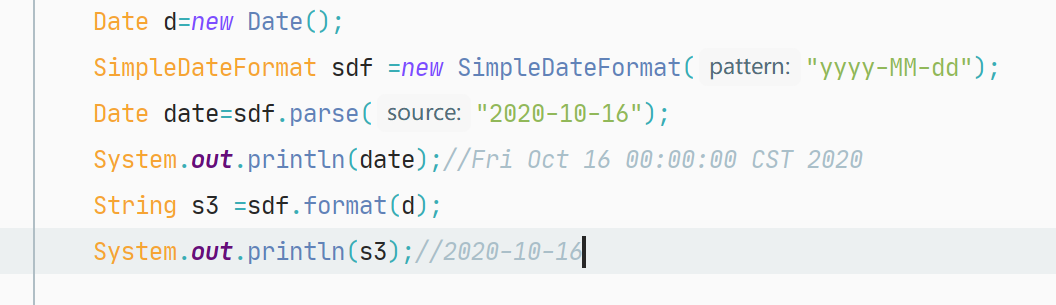 Date d=new Date();
SimpleDateFormat sdf =new SimpleDateFormat( pattern: "yyyy-MM-dd");
Date date=sdf.parse( source: "2020-10-16");
System.out.println(date);//Fri Oct 16 00:00:00 CST 2020
String s3 =sdf.format(d);
System.out.println(s3);//2020-10-16